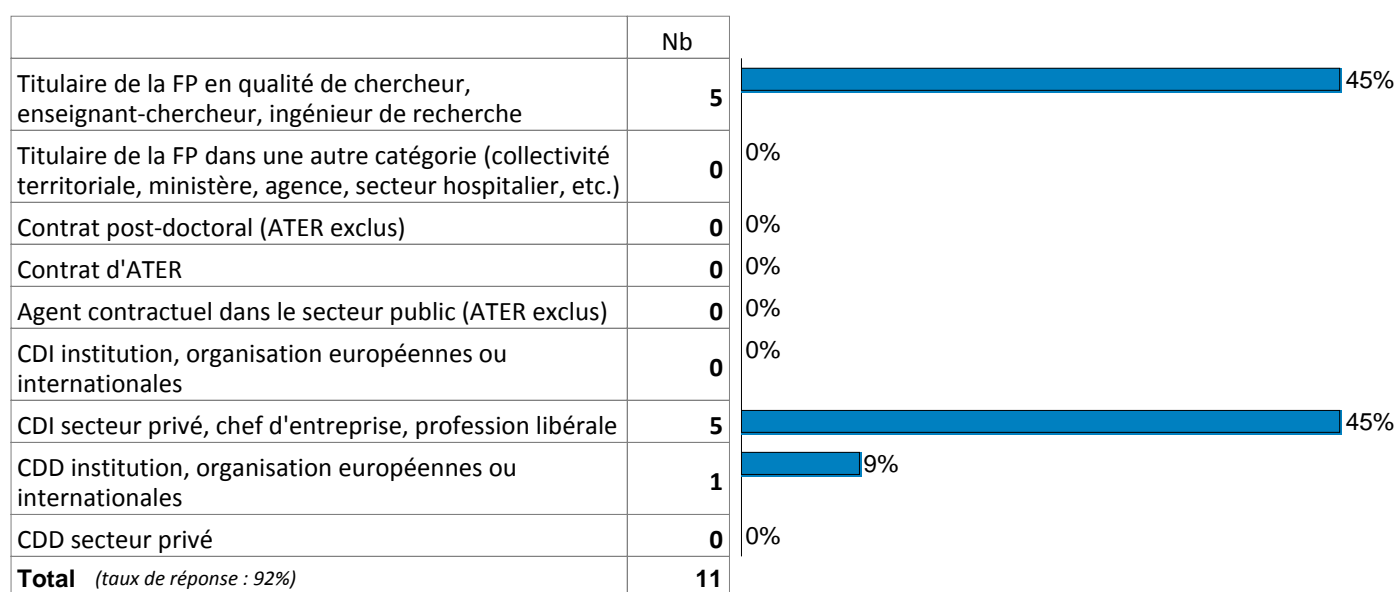 Nb
Titulaire de la FP en qualité de chercheur,
enseignant-chercheur, ingénieur de recherche
5
45%
Titulaire de la FP dans une autre catégorie (collectivité
territoriale, ministère, agence, secteur hospitalier, etc.)
0
0%
Contrat post-doctoral (ATER exclus)
0
0%
Contrat d'ATER
0
0%
Agent contractuel dans le secteur public (ATER exclus)
0
0%
CDI institution, organisation européennes ou
internationales
0
0%
CDI secteur privé, chef d'entreprise, profession libérale
5
45%
CDD institution, organisation européennes ou
internationales
1
9%
CDD secteur privé
0
0%
Total (taux de réponse : 92%)
11